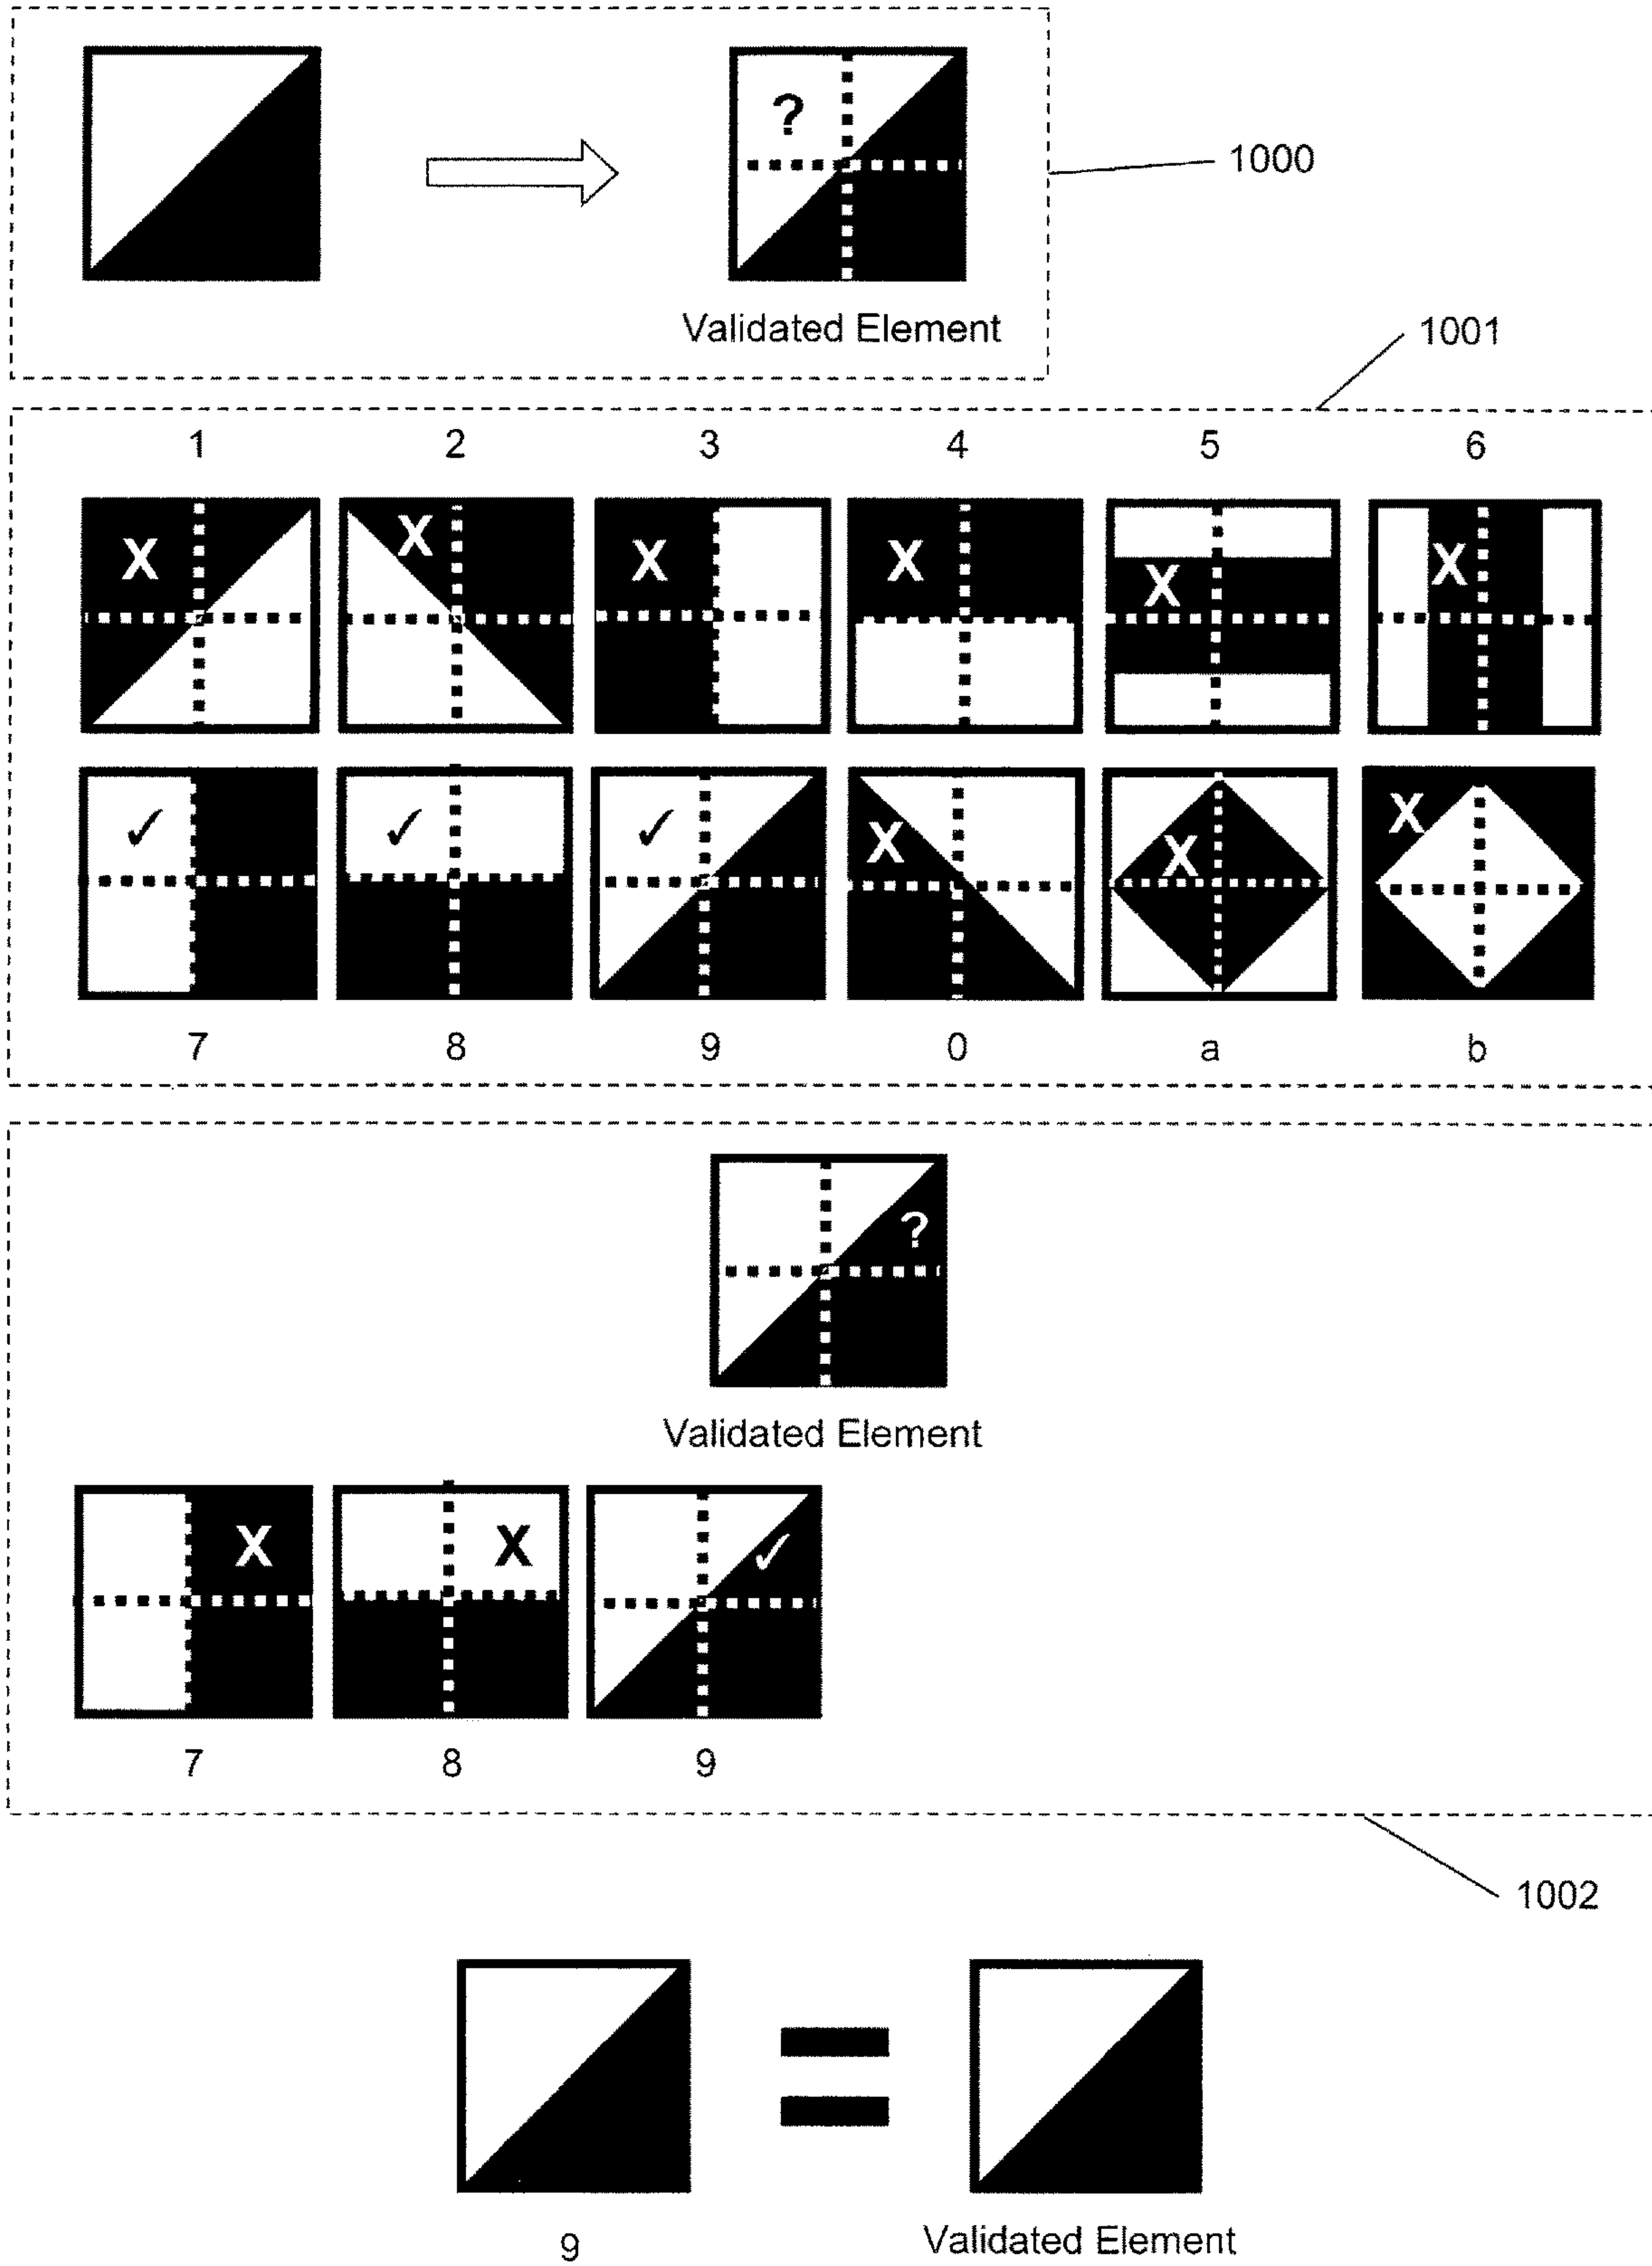 ?
1000
Validated Element
1001
1 2 3 4 5 6
X X X X X X
✓ ✓ ✓ X X X
7 8 9 0 a b
?
Validated Element
X X ✓
7 8 9
1002
9 Validated Element